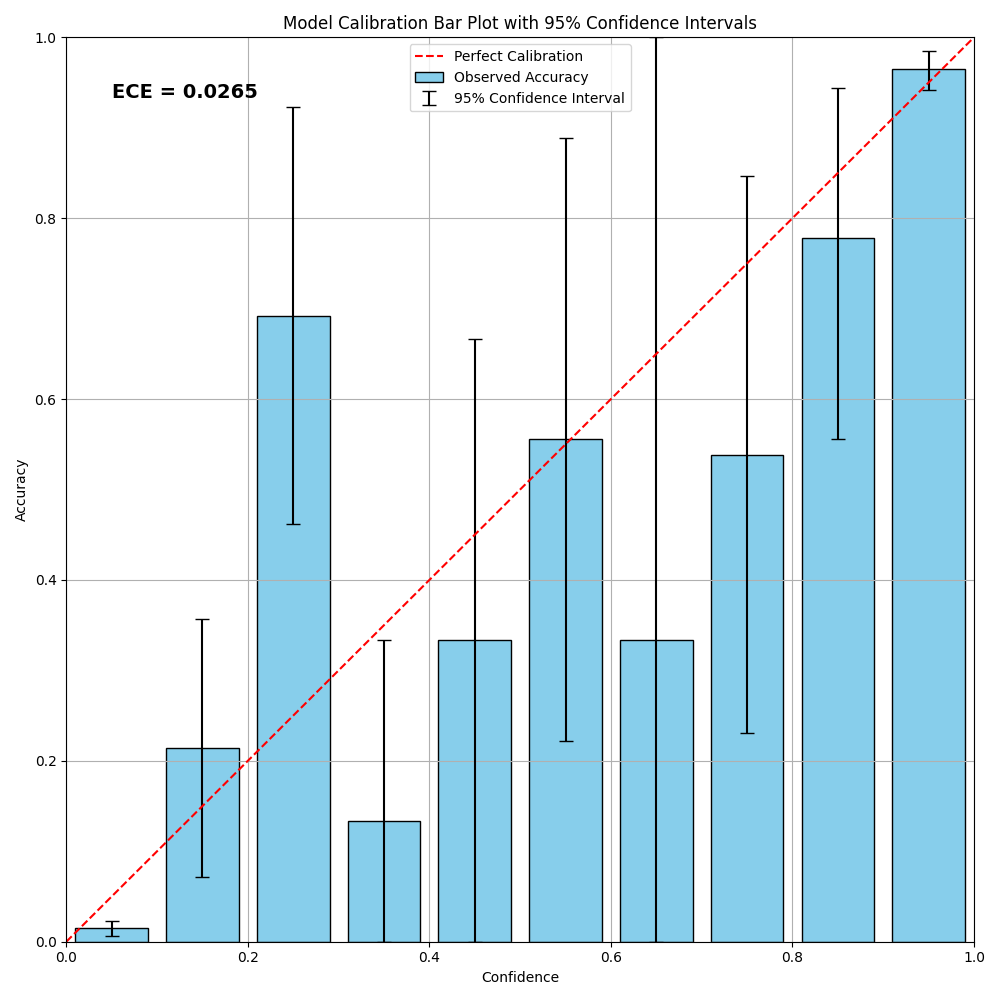 Model Calibration Bar Plot with 95% Confidence Intervals
Perfect Calibration
Observed Accuracy
95% Confidence Interval
ECE = 0.0265
1.0
0.8
0.6
0.4
0.2
0.0
Accuracy
0.0 0.2 0.4 0.6 0.8 1.0
Confidence